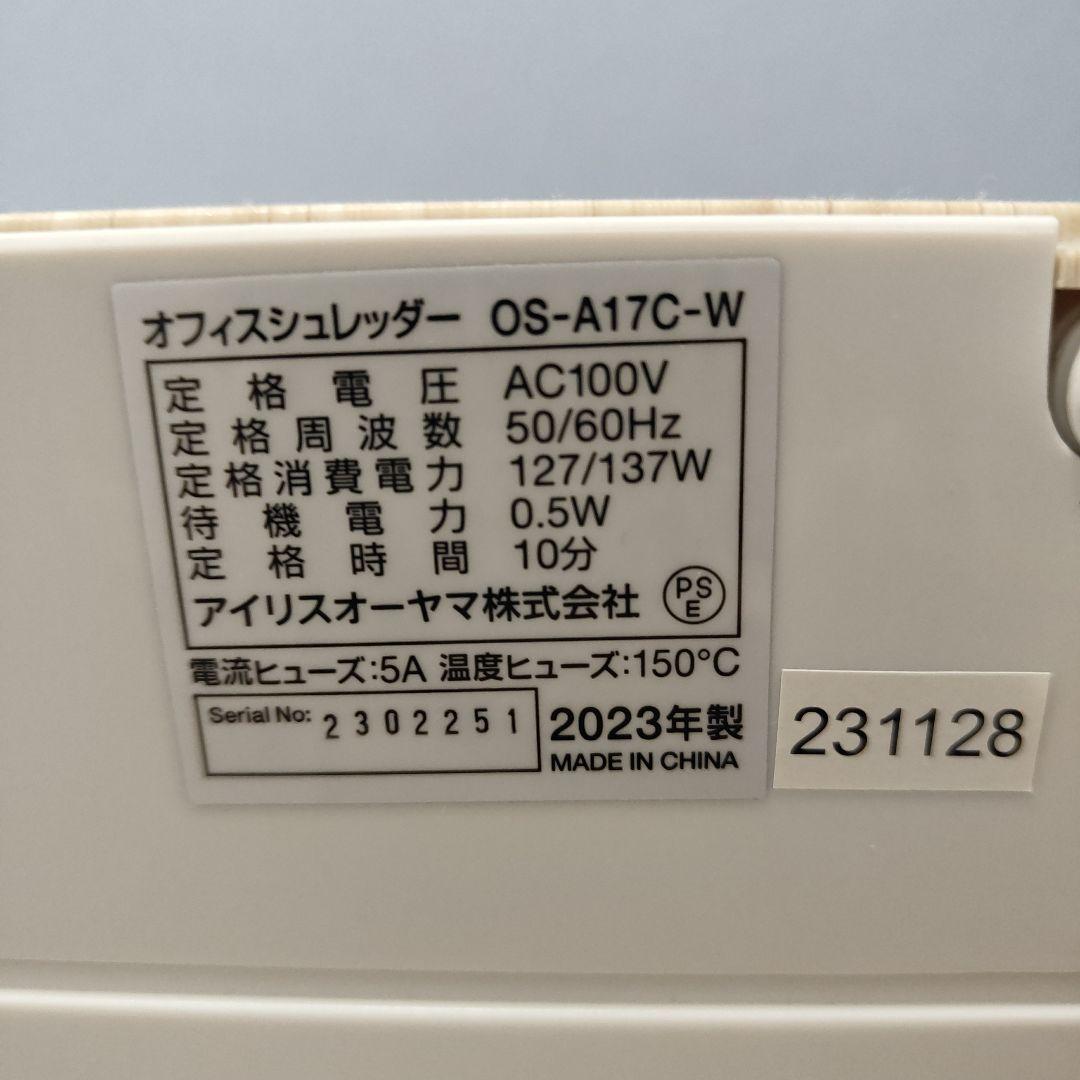 オフィスシュレッダー OS-A17C-W
定格電圧 AC100V
定格周波数 50/60Hz
定格消費電力 127/137W
待機電力 0.5W
定格時間 10分
アイリスオーヤマ株式会社 PSE
電流ヒューズ:5A 温度ヒューズ:150°C
Serial No: 2302251 2023年製
MADE IN CHINA
231128